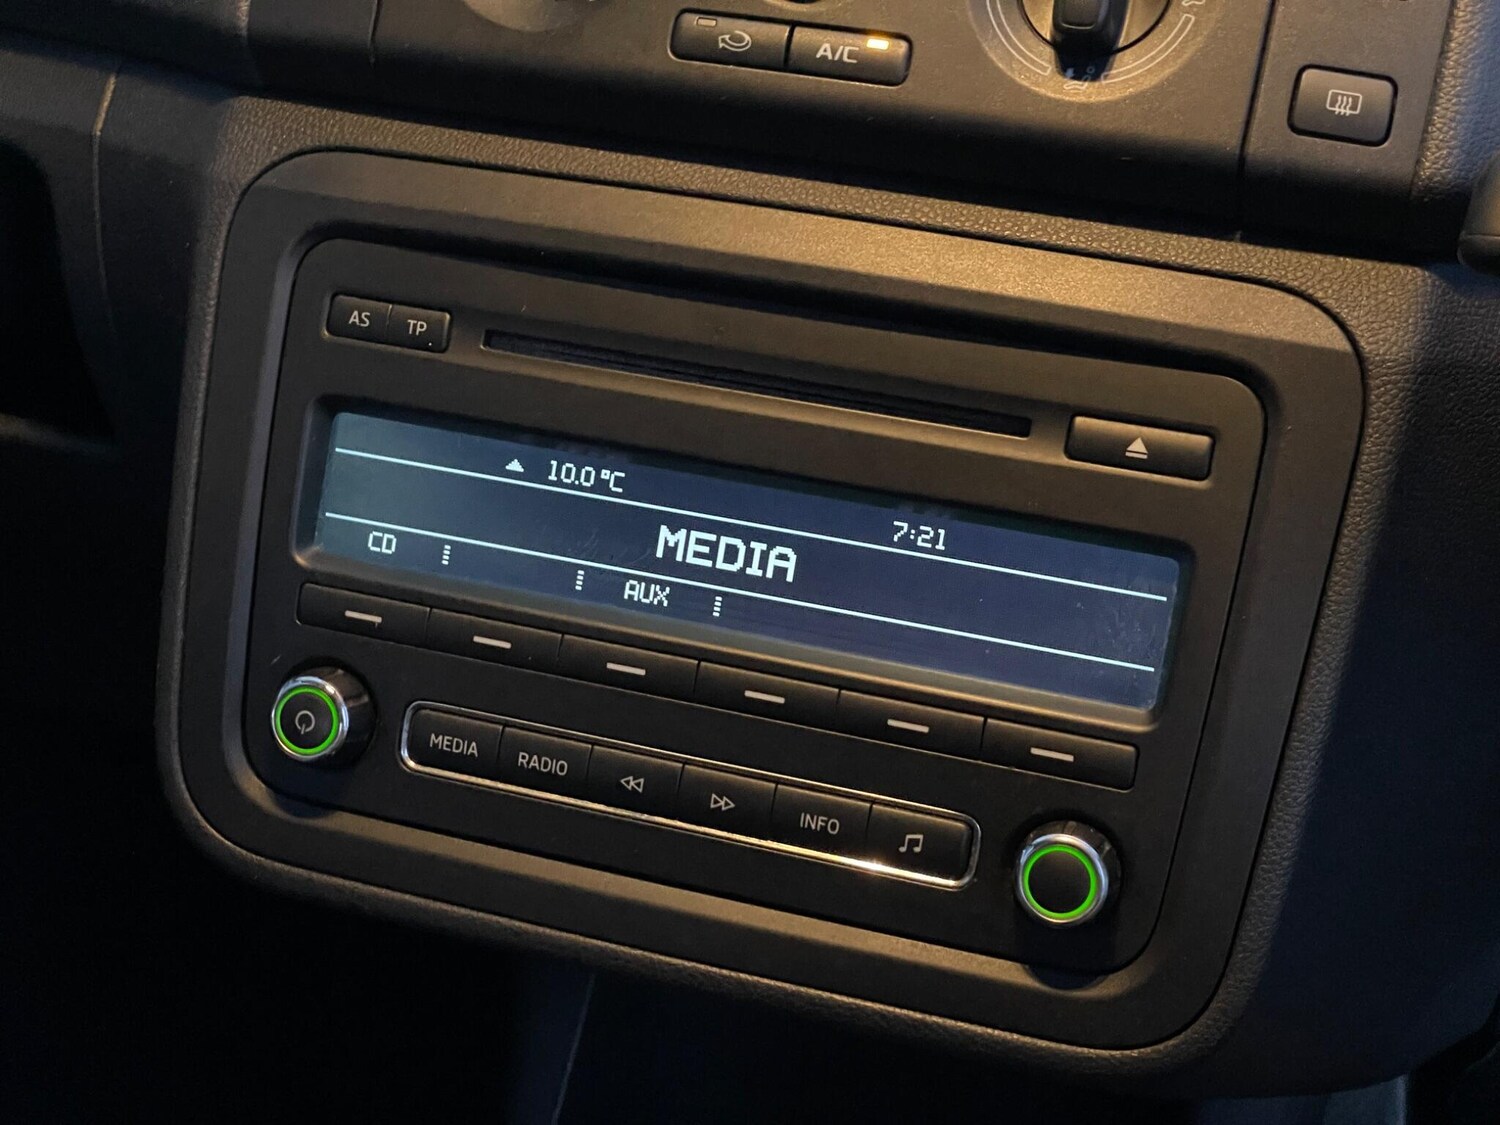 A/C
AS TP
10.0°C 7:21
MEDIA
CD AUX
MEDIA RADIO INFO